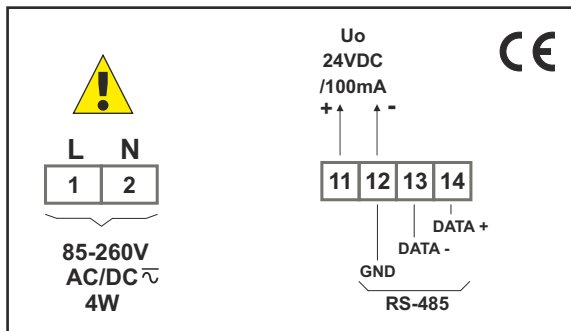 L N
1 2
85-260V
AC/DC
4W
Uo
24VDC
/100mA
+ -
CE
11 12 13 14
DATA +
DATA -
GND
RS-485